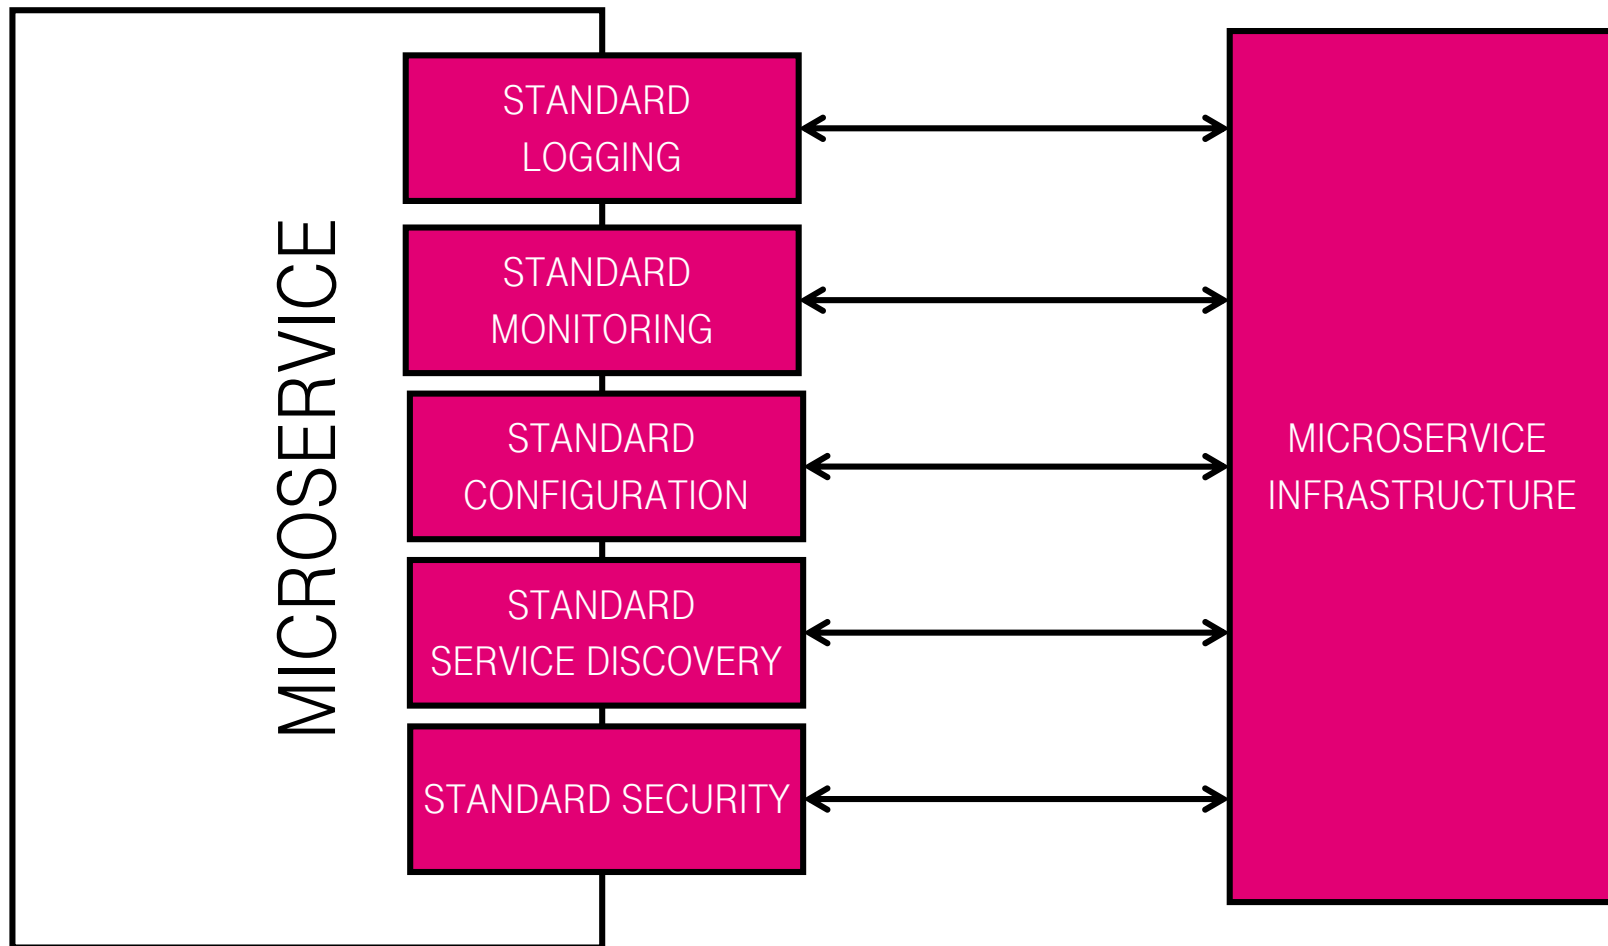 MICROSERVICE
STANDARD
LOGGING
STANDARD
MONITORING
STANDARD
CONFIGURATION
STANDARD
SERVICE DISCOVERY
STANDARD SECURITY
MICROSERVICE
INFRASTRUCTURE